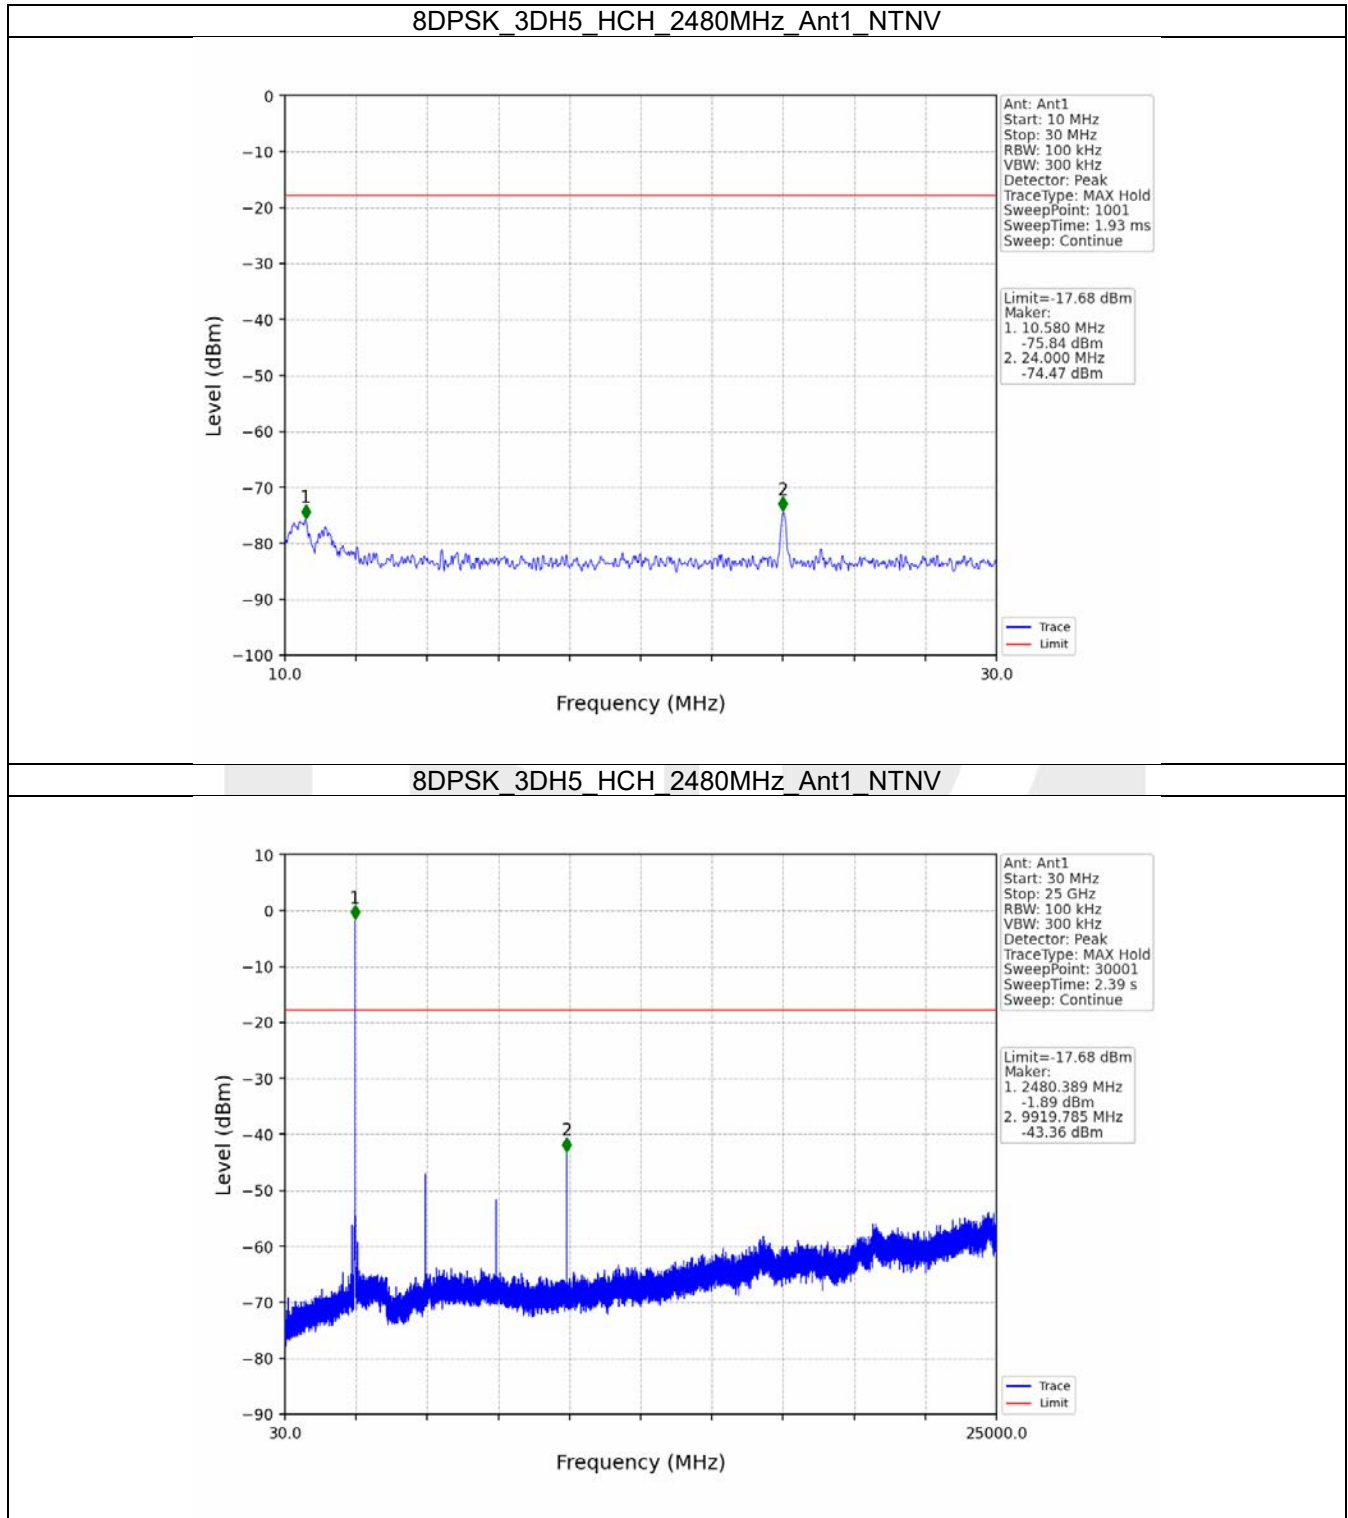 8DPSK_3DH5_HCH_2480MHz_Ant1_NTNV
0
−10
−20
−30
−40
−50
−60
−70
−80
−90
−100
Level (dBm)
1
2
10.0
30.0
Frequency (MHz)
Ant: Ant1
Start: 10 MHz
Stop: 30 MHz
RBW: 100 kHz
VBW: 300 kHz
Detector: Peak
TraceType: MAX Hold
SweepPoint: 1001
SweepTime: 1.93 ms
Sweep: Continue
Limit=-17.68 dBm
Maker:
1. 10.580 MHz
-75.84 dBm
2. 24.000 MHz
-74.47 dBm
Trace
Limit
8DPSK_3DH5_HCH_2480MHz_Ant1_NTNV
10
0
−10
−20
−30
−40
−50
−60
−70
−80
−90
Level (dBm)
1
2
30.0
25000.0
Frequency (MHz)
Ant: Ant1
Start: 30 MHz
Stop: 25 GHz
RBW: 100 kHz
VBW: 300 kHz
Detector: Peak
TraceType: MAX Hold
SweepPoint: 30001
SweepTime: 2.39 s
Sweep: Continue
Limit=-17.68 dBm
Maker:
1. 2480.389 MHz
-1.89 dBm
2. 9919.785 MHz
-43.36 dBm
Trace
Limit